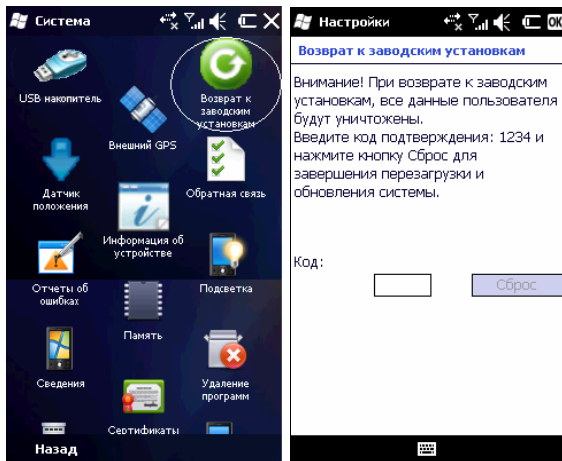 Система
USB накопитель
Возврат к
заводским
установкам
Внешний GPS
Датчик
положения
Обратная связь
Информация об
устройстве
Отчеты об
ошибках
Подсветка
Память
Сведения
Удаление
программ
Сертификаты
Назад
Настройки
OK
Возврат к заводским установкам
Внимание! При возврате к заводским
установкам, все данные пользователя
будут уничтожены.
Введите код подтверждения: 1234 и
нажмите кнопку Сброс для
завершения перезагрузки и
обновления системы.
Код:
Сброс